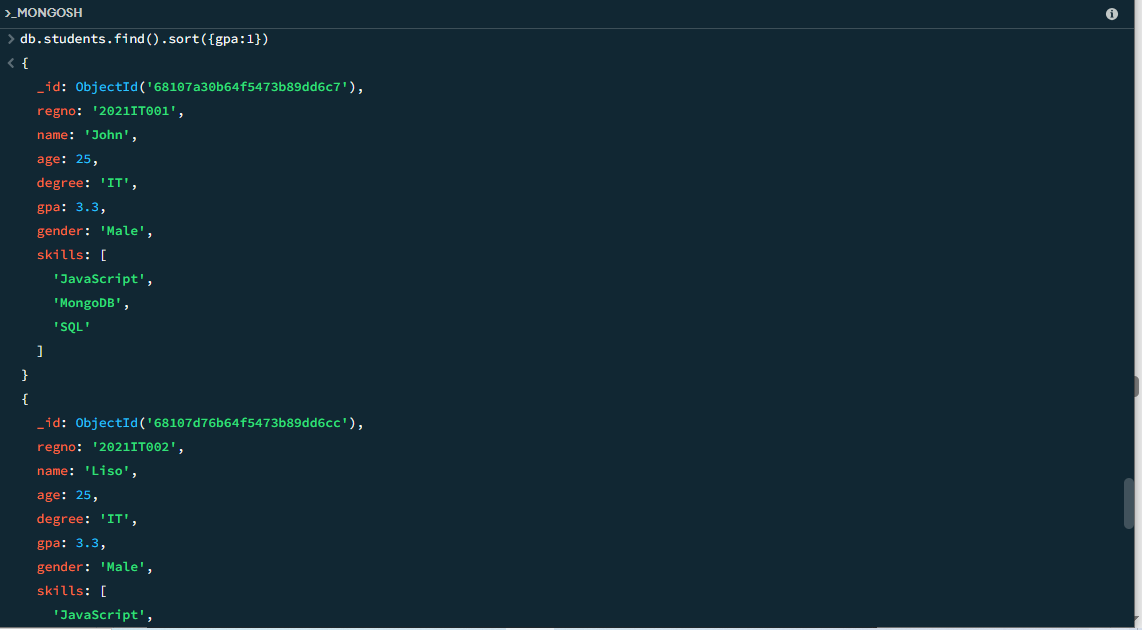 >_MONGOSH
> db.students.find().sort({gpa:1})
< {
_id: ObjectId('68107a30b64f5473b89dd6c7'),
regno: '2021IT001',
name: 'John',
age: 25,
degree: 'IT',
gpa: 3.3,
gender: 'Male',
skills: [
'JavaScript',
'MongoDB',
'SQL'
]
}
{
_id: ObjectId('68107d76b64f5473b89dd6cc'),
regno: '2021IT002',
name: 'Liso',
age: 25,
degree: 'IT',
gpa: 3.3,
gender: 'Male',
skills: [
'JavaScript',